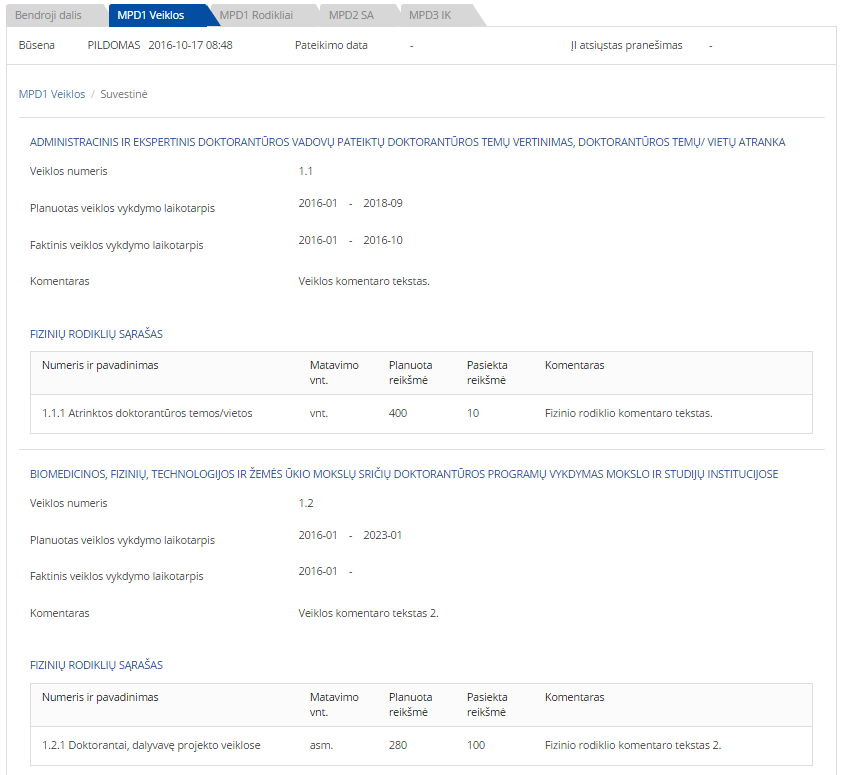 Bendroji dalis MPD1 Veiklos MPD1 Rodikliai MPD2 SA MPD3 IK
Būsena PILDOMAS 2016-10-17 08:48 Pateikimo data - ĮI atsiųstas pranešimas -
MPD1 Veiklos / Suvestinė
ADMINISTRACINIS IR EKSPERTINIS DOKTORANTŪROS VADOVŲ PATEIKTŲ DOKTORANTŪROS TEMŲ VERTINIMAS, DOKTORANTŪROS TEMŲ/ VIETŲ ATRANKA
Veiklos numeris 1.1
Planuotas veiklos vykdymo laikotarpis 2016-01 - 2018-09
Faktinis veiklos vykdymo laikotarpis 2016-01 - 2016-10
Komentaras Veiklos komentaro tekstas.
FIZINIŲ RODIKLIŲ SĄRAŠAS
Numeris ir pavadinimas Matavimo vnt. Planuota reikšmė Pasiekta reikšmė Komentaras
1.1.1 Atrinktos doktorantūros temos/vietos vnt. 400 10 Fizinio rodiklio komentaro tekstas.
BIOMEDICINOS, FIZINIŲ, TECHNOLOGIJOS IR ŽEMĖS ŪKIO MOKSLŲ SRIČIŲ DOKTORANTŪROS PROGRAMŲ VYKDYMAS MOKSLO IR STUDIJŲ INSTITUCIJOSE
Veiklos numeris 1.2
Planuotas veiklos vykdymo laikotarpis 2016-01 - 2023-01
Faktinis veiklos vykdymo laikotarpis 2016-01 -
Komentaras Veiklos komentaro tekstas 2.
FIZINIŲ RODIKLIŲ SĄRAŠAS
Numeris ir pavadinimas Matavimo vnt. Planuota reikšmė Pasiekta reikšmė Komentaras
1.2.1 Doktorantai, dalyvavę projekto veiklose asm. 280 100 Fizinio rodiklio komentaro tekstas 2.